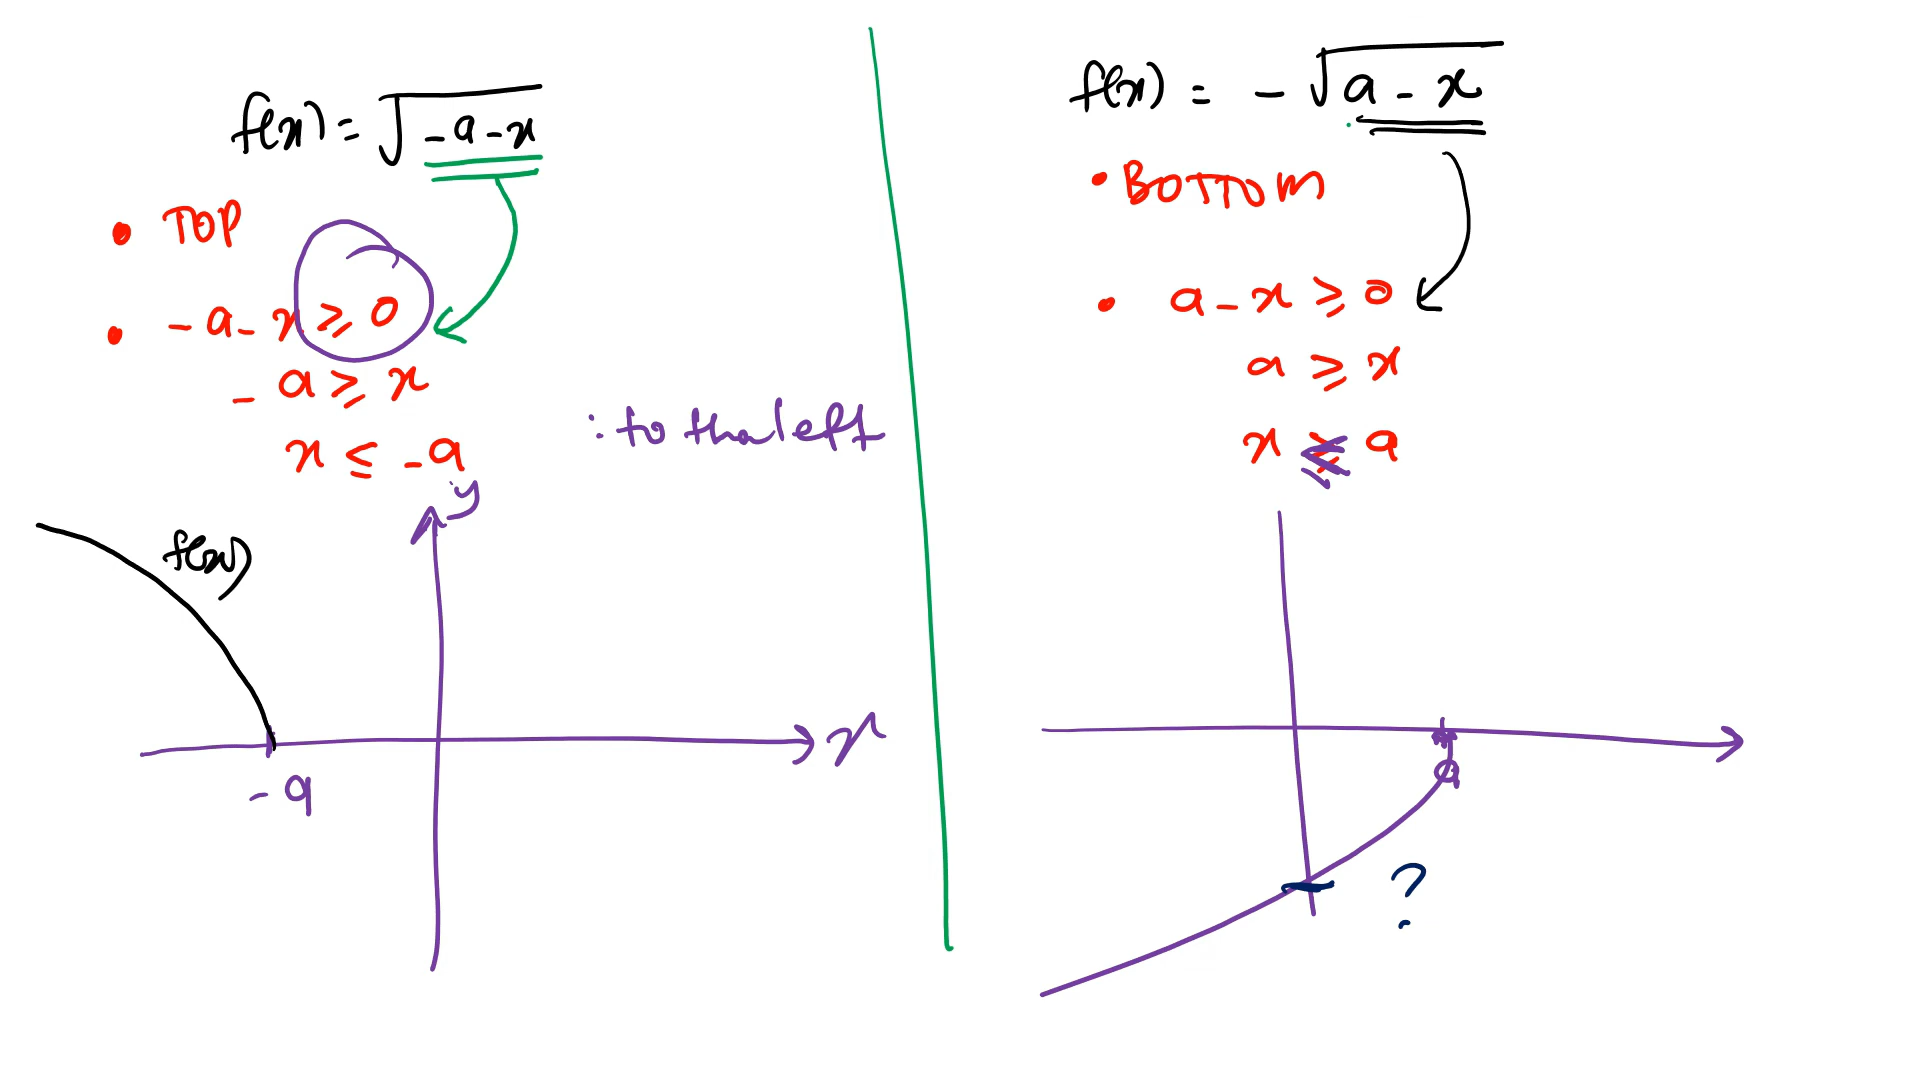 f(x) = √-a-x
• TOP
• -a-x ≥ 0
-a ≥ x
x ≤ -a
: to the left
y
f(x)
x
-a
f(x) = -√a-x
• BOTTOM
• a-x ≥ 0
a ≥ x
x ≤ a
a
?